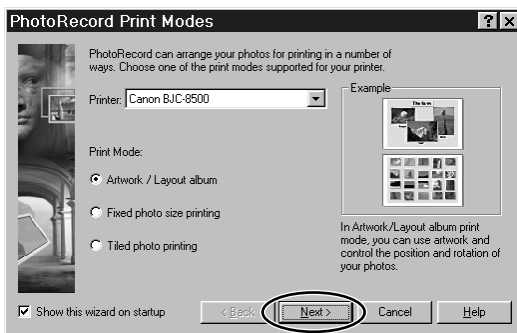 PhotoRecord Print Modes
PhotoRecord can arrange your photos for printing in a number of
ways. Choose one of the print modes supported for your printer.
Printer: Canon BJC-8500
Example
Print Mode:
Artwork / Layout album
Fixed photo size printing
Tiled photo printing
In Artwork/Layout album print
mode, you can use artwork and
control the position and rotation of
your photos.
Show this wizard on startup
< Back
Next >
Cancel
Help